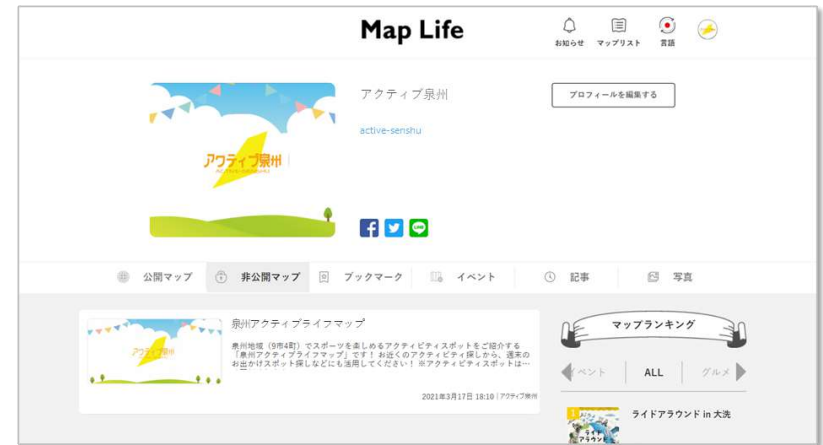 Map Life
お知らせ マップリスト 言語
アクティブ泉州
プロフィールを編集する
active-senshu
アクティブ泉州
公開マップ 非公開マップ ブックマーク イベント 記事 写真
泉州アクティブライフマップ
泉州地域(9市4町)でスポーツを楽しめるアクティビティスポットをご紹介する
「泉州アクティブライフマップ」です! お近くのアクティビティ探しから、週末の
お出かけスポット探しなどにも活用してください! ※アクティビティスポットは…
2021年3月17日 18:10 | アクティブ泉州
アクティブ泉州
マップランキング
イベント ALL グルメ
1
ライドアラウンド in 大洗
ライド
アラウンド